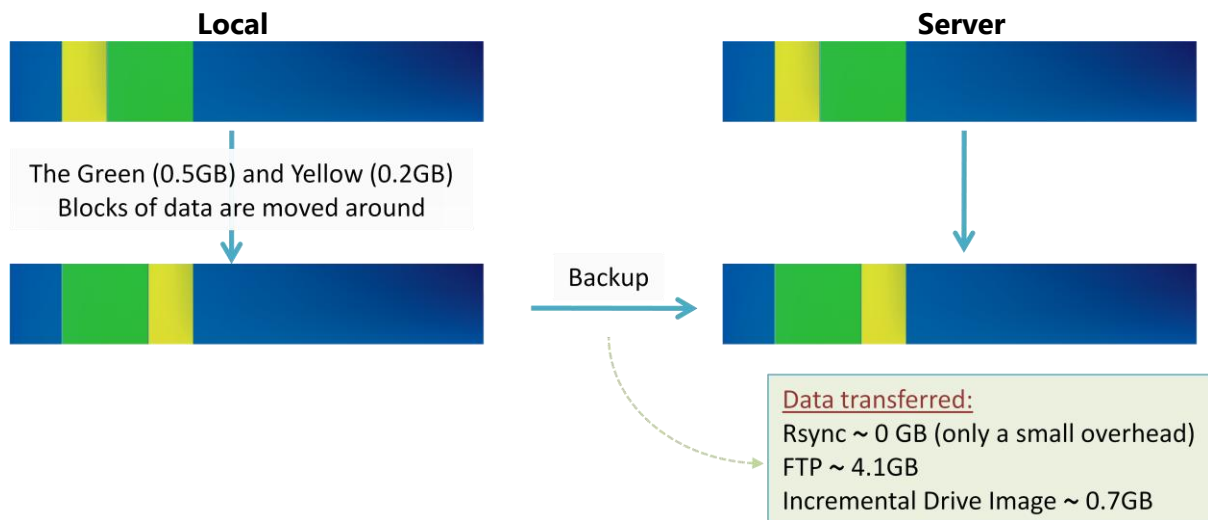 Local
Server
The Green (0.5GB) and Yellow (0.2GB)
Blocks of data are moved around
Backup
Data transferred:
Rsync ~ 0 GB (only a small overhead)
FTP ~ 4.1GB
Incremental Drive Image ~ 0.7GB